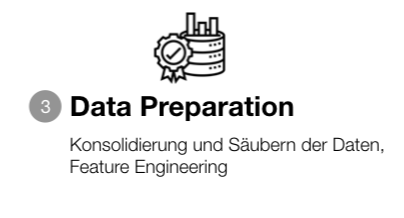 3 Data Preparation
Konsolidierung und Säubern der Daten,
Feature Engineering